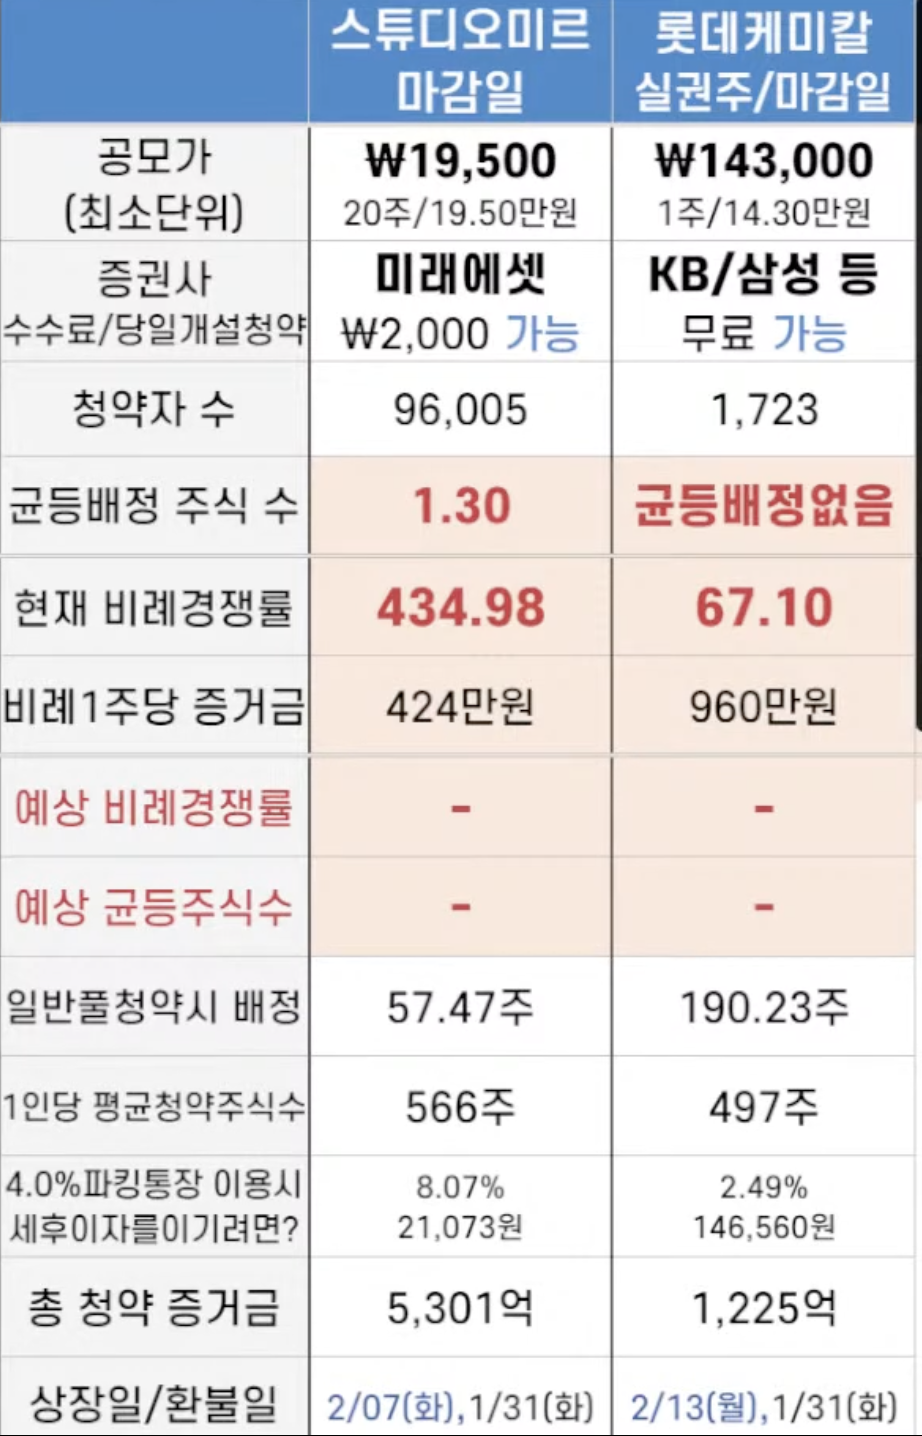 스튜디오미르 롯데케미칼
마감일 실권주/마감일
공모가 ₩19,500 ₩143,000
(최소단위) 20주/19.50만원 1주/14.30만원
증권사 미래에셋 KB/삼성 등
수수료/당일개설청약 ₩2,000 가능 무료 가능
청약자 수 96,005 1,723
균등배정 주식 수 1.30 균등배정없음
현재 비례경쟁률 434.98 67.10
비례1주당 증거금 424만원 960만원
예상 비례경쟁률 - -
예상 균등주식수 - -
일반풀청약시 배정 57.47주 190.23주
1인당 평균청약주식수 566주 497주
4.0%파킹통장 이용시 8.07% 2.49%
세후이자를이기려면? 21,073원 146,560원
총 청약 증거금 5,301억 1,225억
상장일/환불일 2/07(화),1/31(화) 2/13(월),1/31(화)